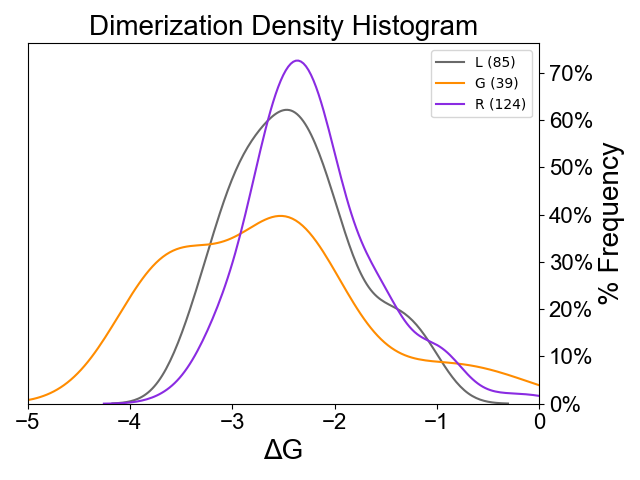 Dimerization Density Histogram
L (85)
G (39)
R (124)
70%
60%
50%
40%
30%
20%
10%
0%
% Frequency
−5
−4
−3
−2
−1
0
ΔG